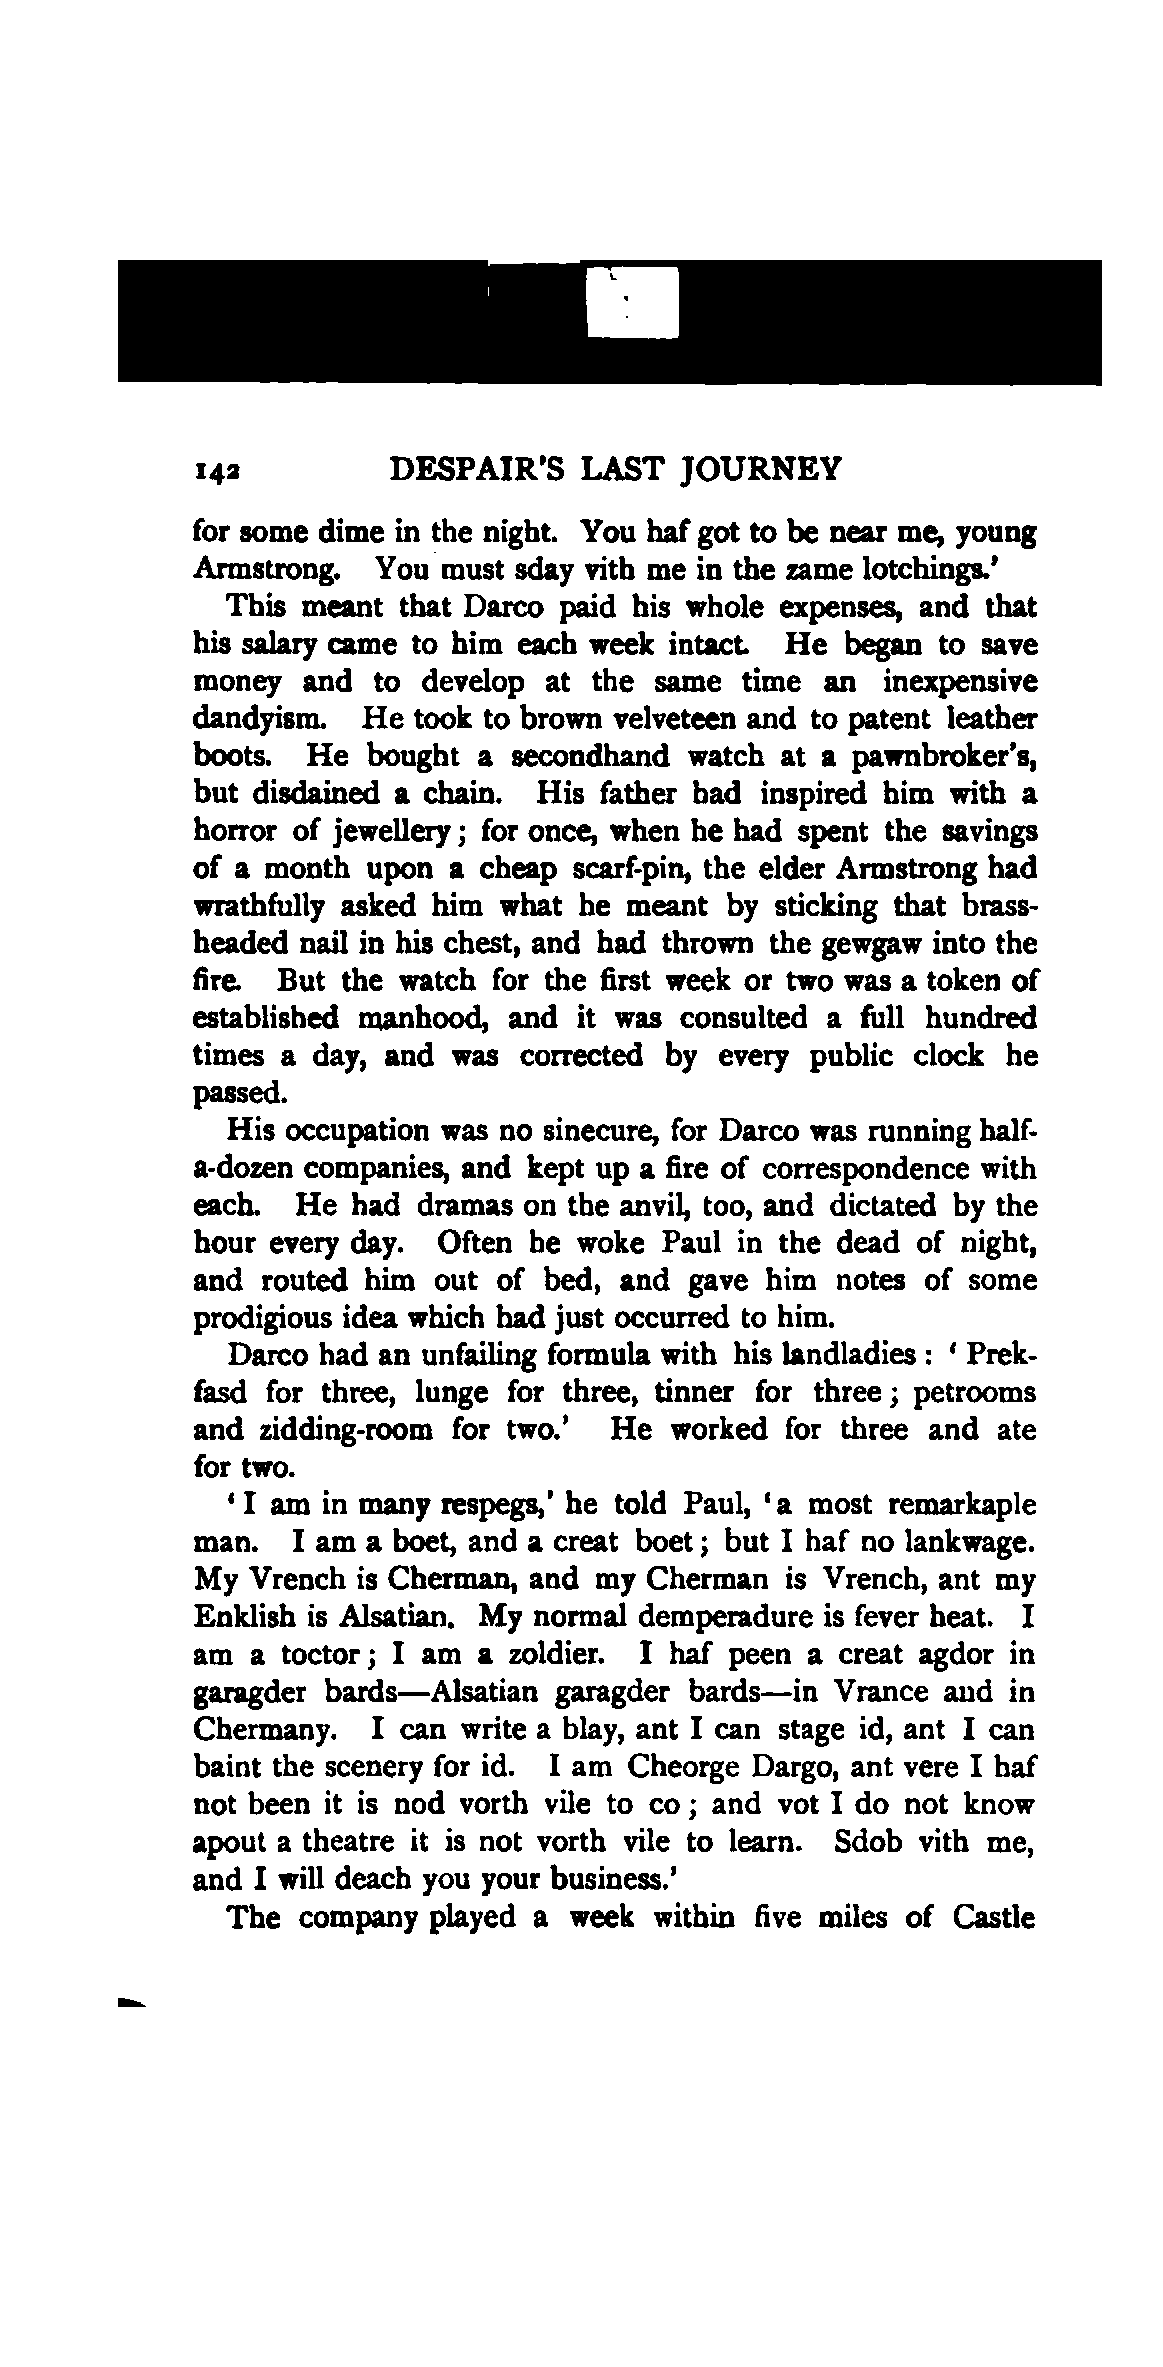 142 DESPAIR'S LAST JOURNEY
for some dime in the night. You haf got to be near me, young
Armstrong. You must sday vith me in the zame lotchings.'
This meant that Darco paid his whole expenses, and that
his salary came to him each week intact. He began to save
money and to develop at the same time an inexpensive
dandyism. He took to brown velveteen and to patent leather
boots. He bought a secondhand watch at a pawnbroker's,
but disdained a chain. His father had inspired him with a
horror of jewellery; for once, when he had spent the savings
of a month upon a cheap scarf-pin, the elder Armstrong had
wrathfully asked him what he meant by sticking that brass-
headed nail in his chest, and had thrown the gewgaw into the
fire. But the watch for the first week or two was a token of
established manhood, and it was consulted a full hundred
times a day, and was corrected by every public clock he
passed.
His occupation was no sinecure, for Darco was running half-
a-dozen companies, and kept up a fire of correspondence with
each. He had dramas on the anvil, too, and dictated by the
hour every day. Often he woke Paul in the dead of night,
and routed him out of bed, and gave him notes of some
prodigious idea which had just occurred to him.
Darco had an unfailing formula with his landladies: 'Prek-
fasd for three, lunge for three, tinner for three; petrooms
and zidding-room for two.' He worked for three and ate
for two.
'I am in many respegs,' he told Paul, 'a most remarkaple
man. I am a boet, and a creat boet; but I haf no lankwage.
My Vrench is Cherman, and my Cherman is Vrench, ant my
Enklish is Alsatian. My normal demperadure is fever heat. I
am a toctor; I am a zoldier. I haf peen a creat agdor in
garagder bards—Alsatian garagder bards—in Vrance and in
Chermany. I can write a blay, ant I can stage id, ant I can
baint the scenery for id. I am Cheorge Dargo, ant vere I haf
not been it is nod vorth vile to co; and vot I do not know
apout a theatre it is not vorth vile to learn. Sdob vith me,
and I will deach you your business.'
The company played a week within five miles of Castle